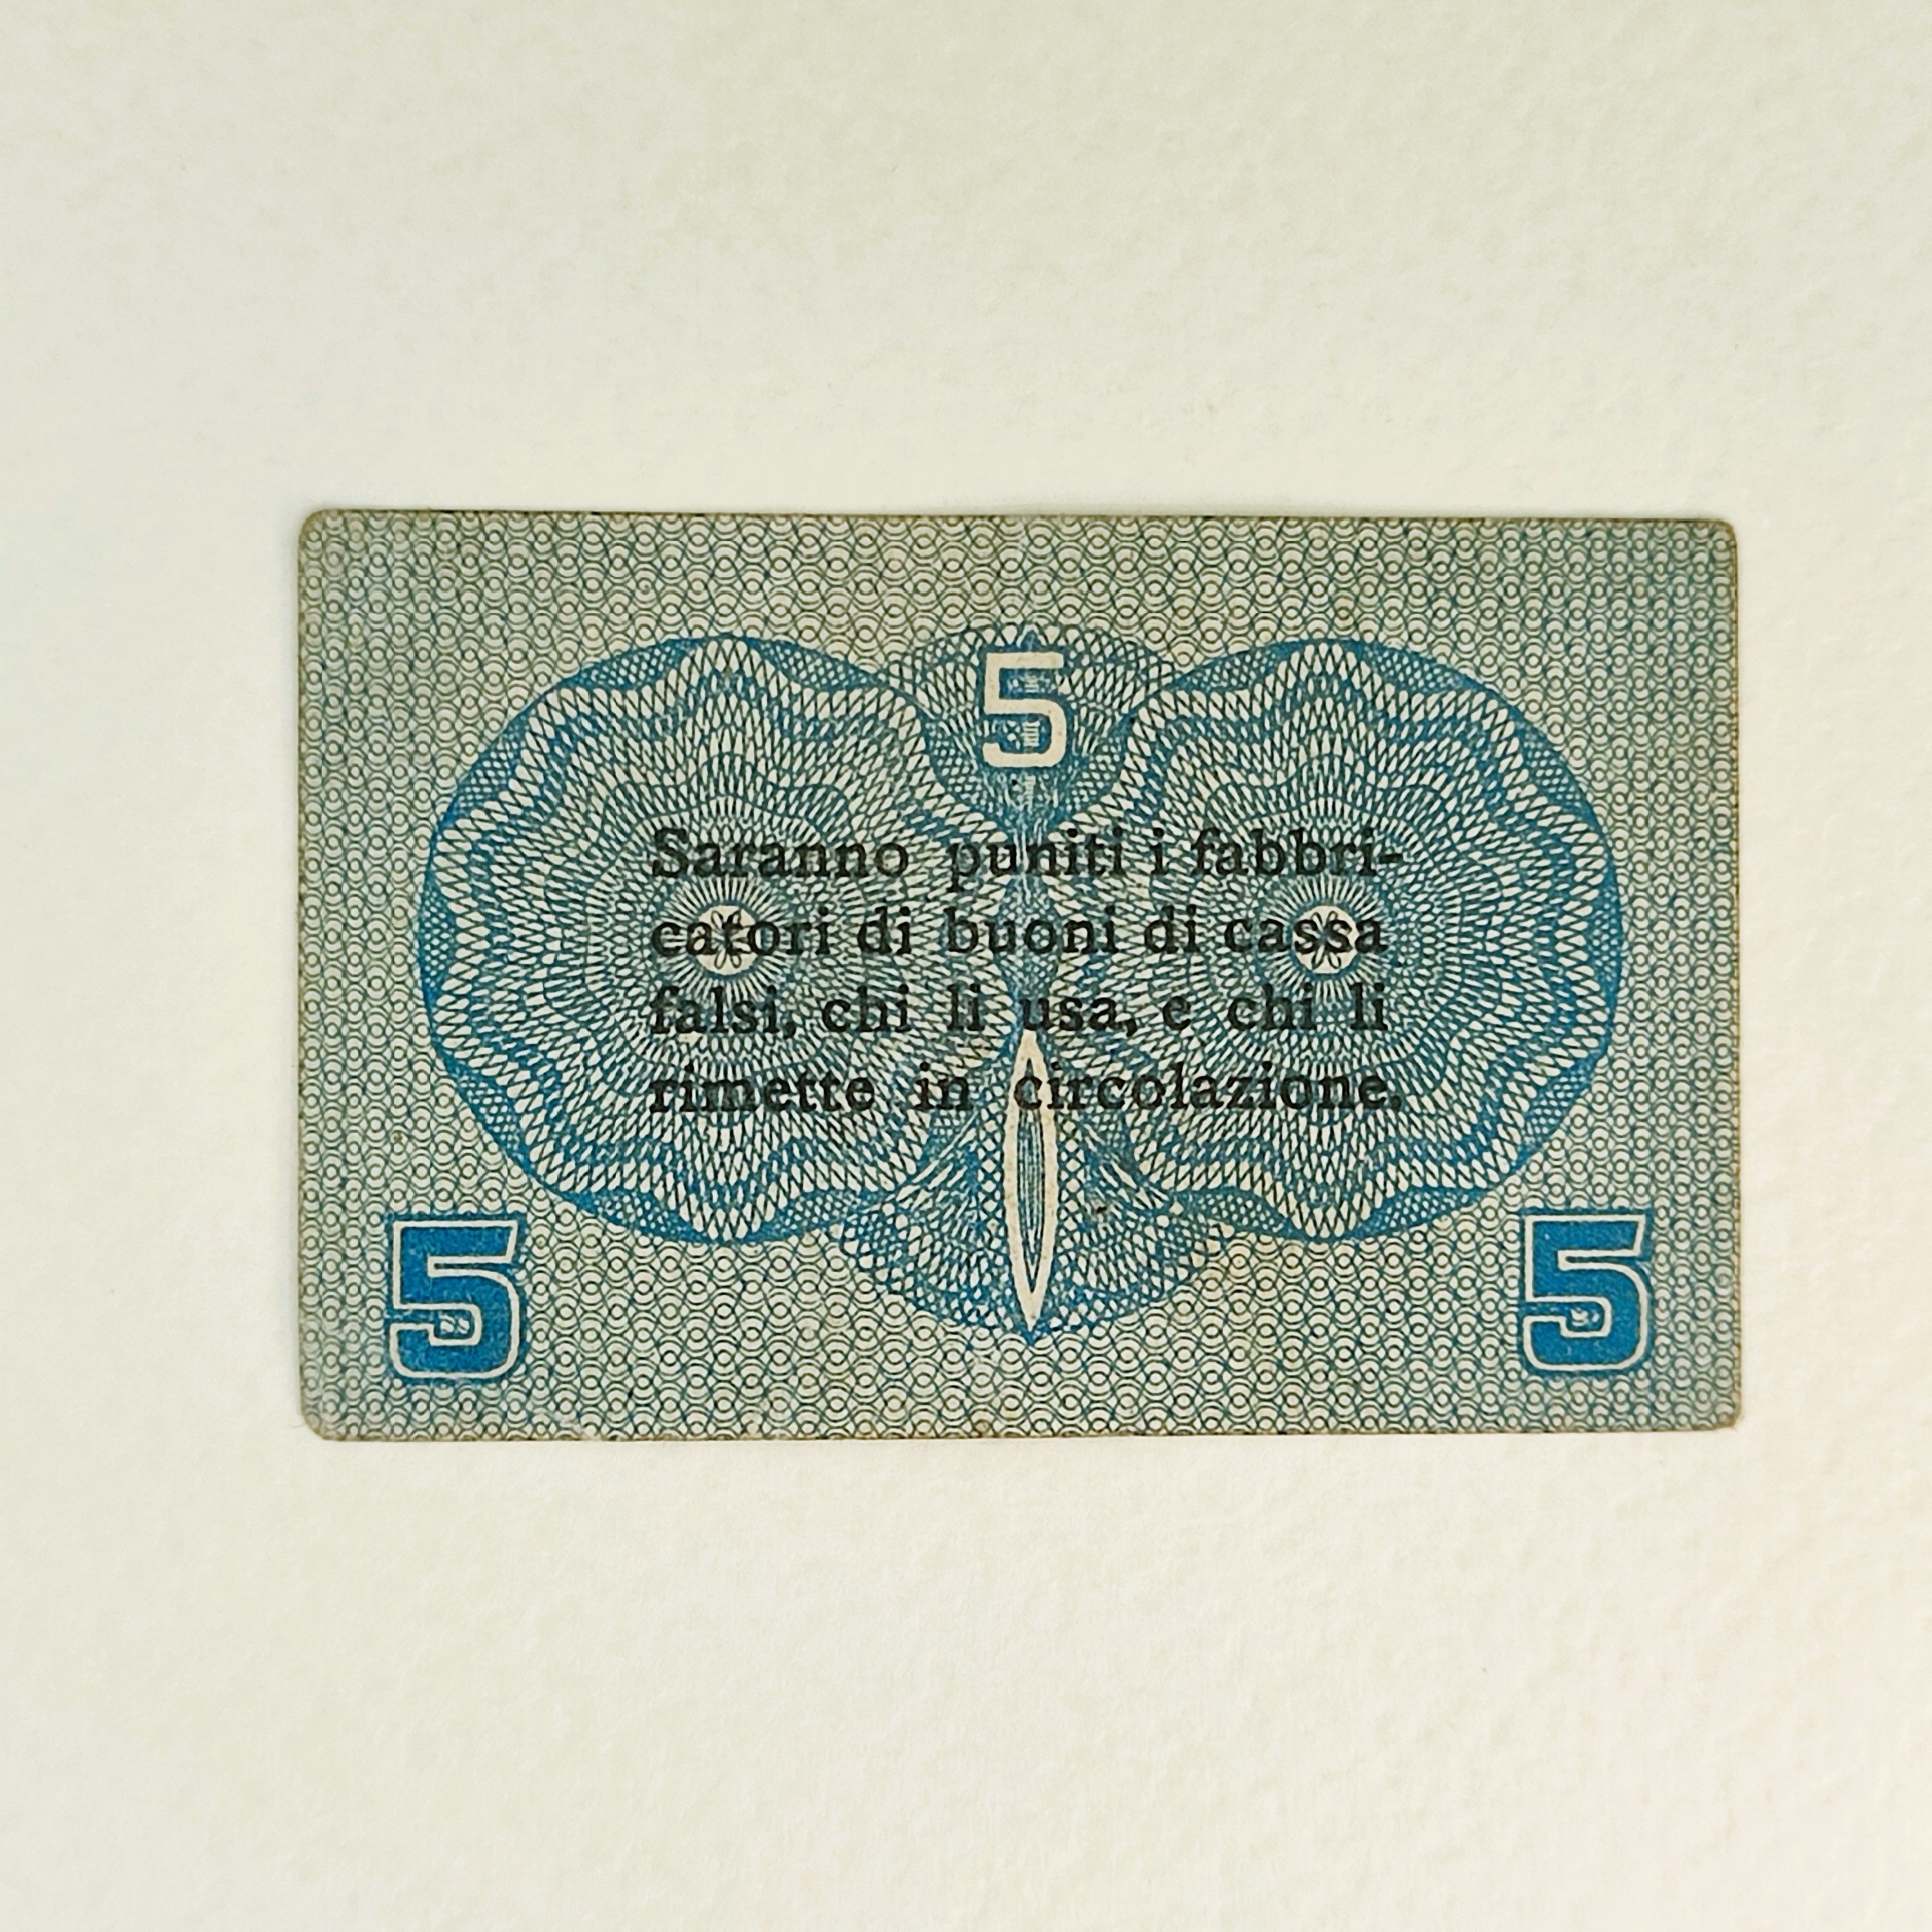 5
Saranno puniti i fabbri-
catori di buoni di cassa
falsi, chi li usa, e chi li
rimette in circolazione.
5 5